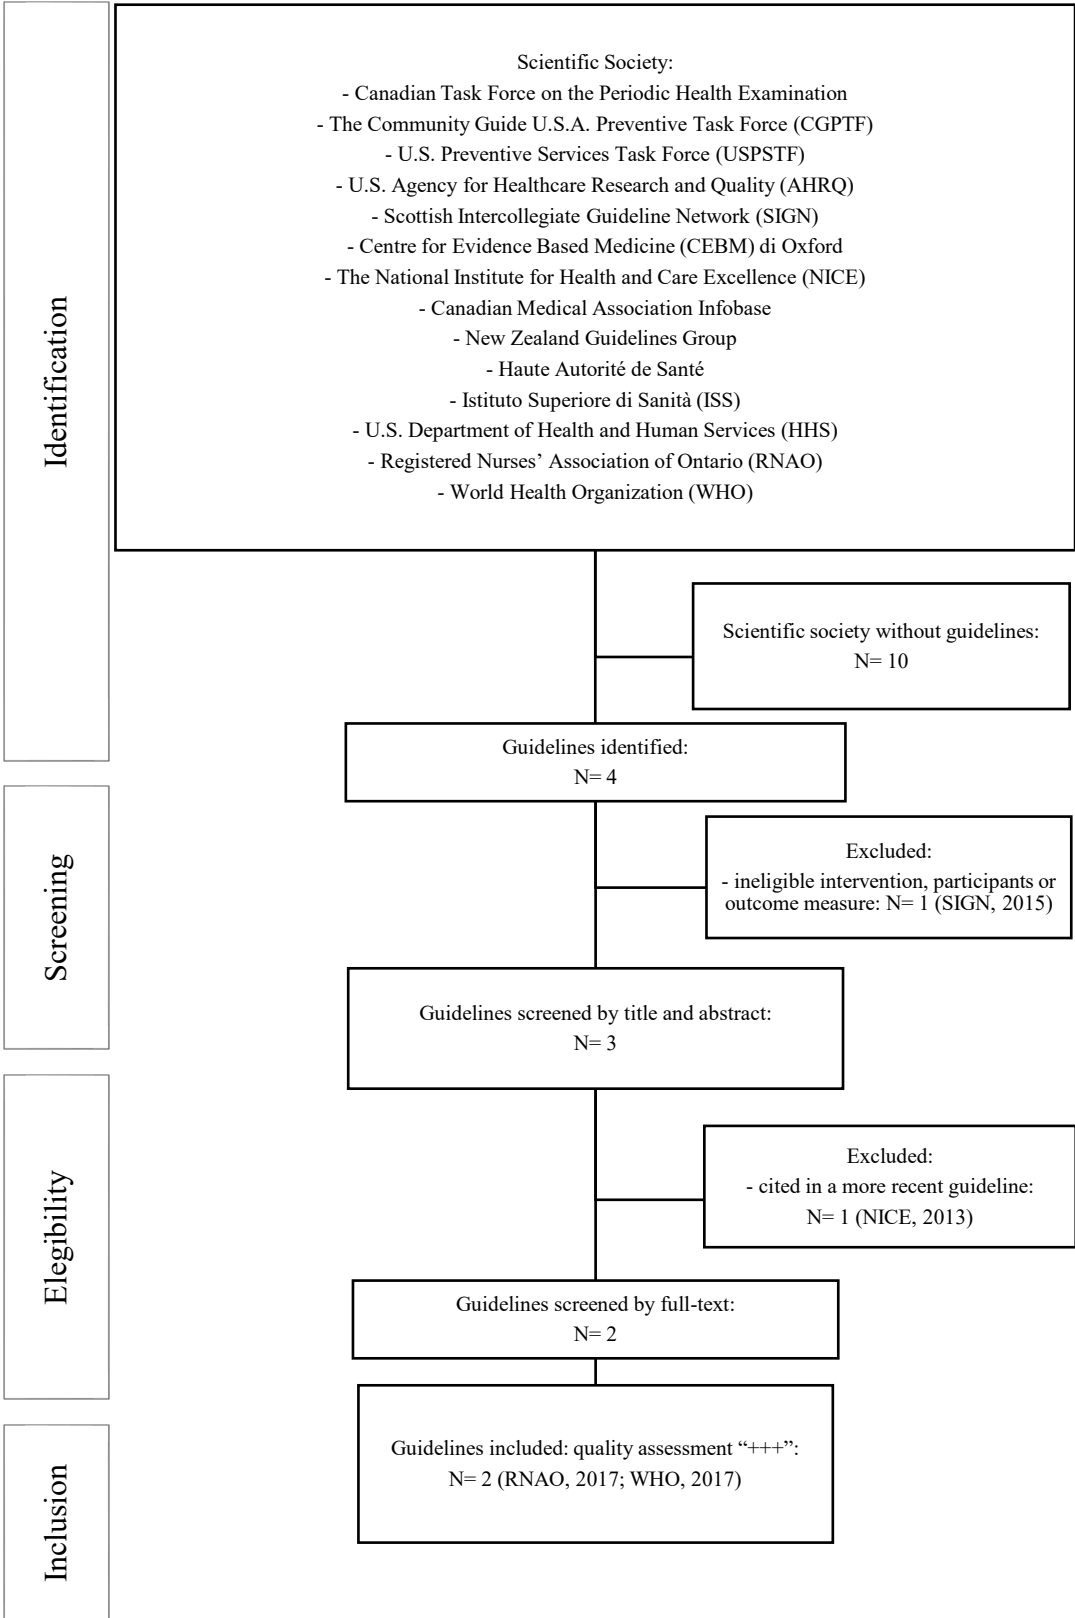 Identification
Scientific Society:
- Canadian Task Force on the Periodic Health Examination
- The Community Guide U.S.A. Preventive Task Force (CGPTF)
- U.S. Preventive Services Task Force (USPSTF)
- U.S. Agency for Healthcare Research and Quality (AHRQ)
- Scottish Intercollegiate Guideline Network (SIGN)
- Centre for Evidence Based Medicine (CEBM) di Oxford
- The National Institute for Health and Care Excellence (NICE)
- Canadian Medical Association Infobase
- New Zealand Guidelines Group
- Haute Autorité de Santé
- Istituto Superiore di Sanità (ISS)
- U.S. Department of Health and Human Services (HHS)
- Registered Nurses’ Association of Ontario (RNAO)
- World Health Organization (WHO)
Scientific society without guidelines:
N= 10
Guidelines identified:
N= 4
Screening
Excluded:
- ineligible intervention, participants or
outcome measure: N= 1 (SIGN, 2015)
Guidelines screened by title and abstract:
N= 3
Elegibility
Excluded:
- cited in a more recent guideline:
N= 1 (NICE, 2013)
Guidelines screened by full-text:
N= 2
Inclusion
Guidelines included: quality assessment “+++”:
N= 2 (RNAO, 2017; WHO, 2017)